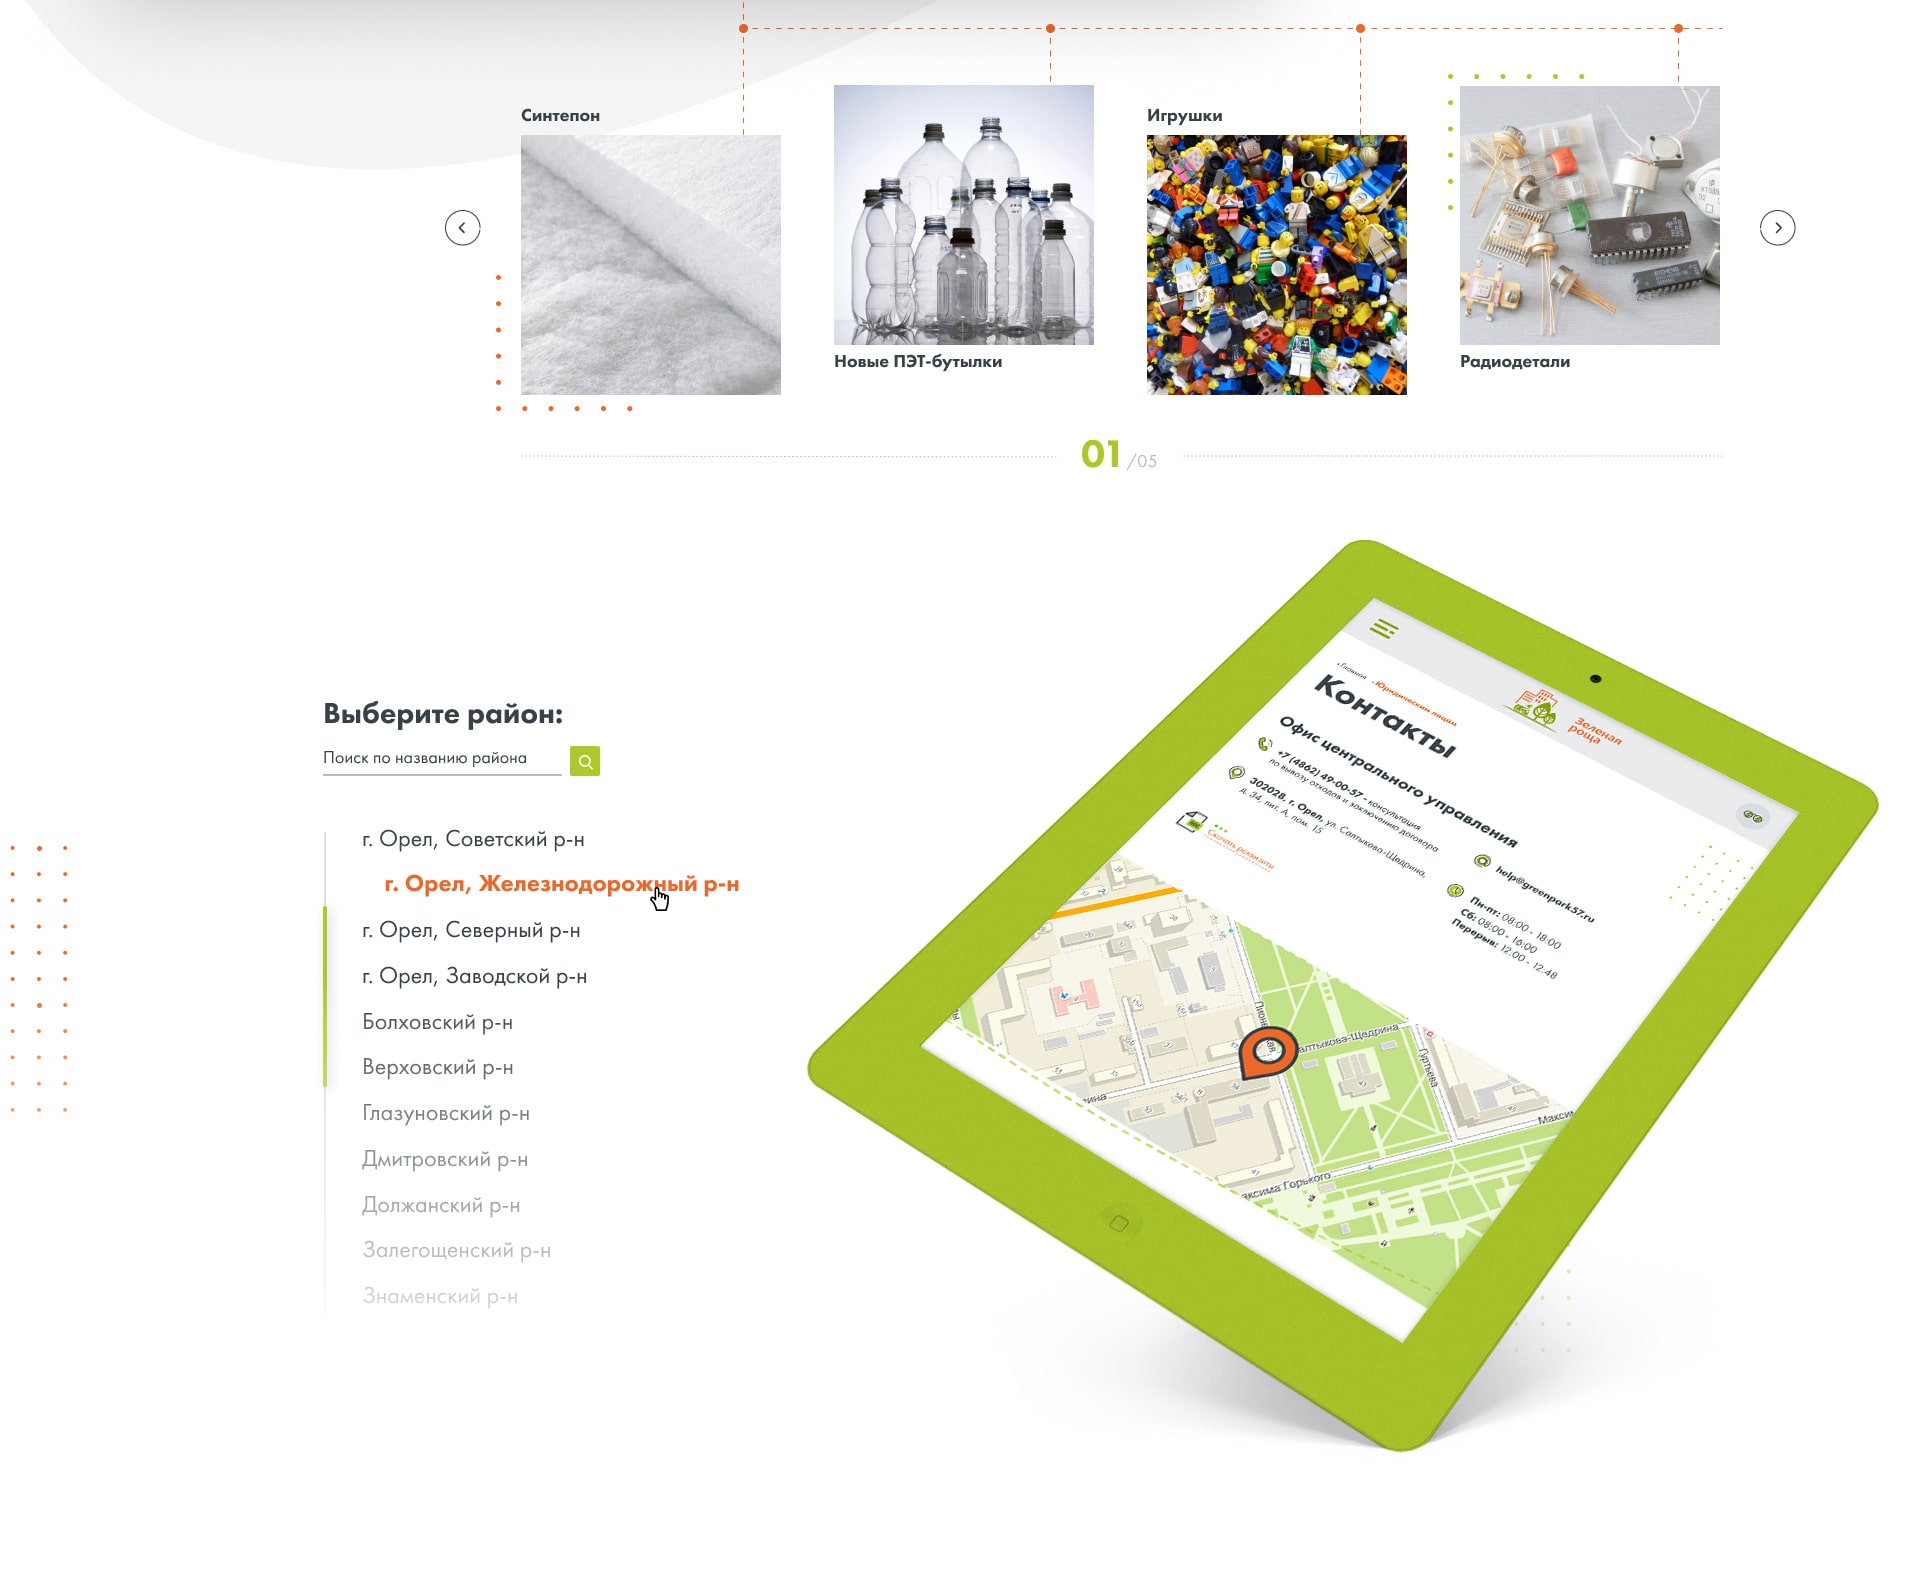 Синтепон
Новые ПЭТ-бутылки
Игрушки
Радиодетали
01 /05
Выберите район:
Поиск по названию района
г. Орел, Советский р-н
г. Орел, Железнодорожный р-н
г. Орел, Северный р-н
г. Орел, Заводской р-н
Болховский р-н
Верховский р-н
Глазуновский р-н
Дмитровский р-н
Должанский р-н
Залегощенский р-н
Знаменский р-н
Зеленая
роща
Главная
Юридическим лицам
Контакты
Офис центрального управления
+7 (4862) 49-00-57 - консультация
по вывозу отходов и заключению договора
302028, г. Орел, ул. Салтыкова-Щедрина,
д. 34, лит. А, пом. 15
Скачать реквизиты
help@greenpark57.ru
Пн-пт: 08:00 - 18:00
Сб: 08:00 - 16:00
Перерыв: 12:00 - 12:48
алтыкова-Щедрина
Гуртьева
ксима Горького